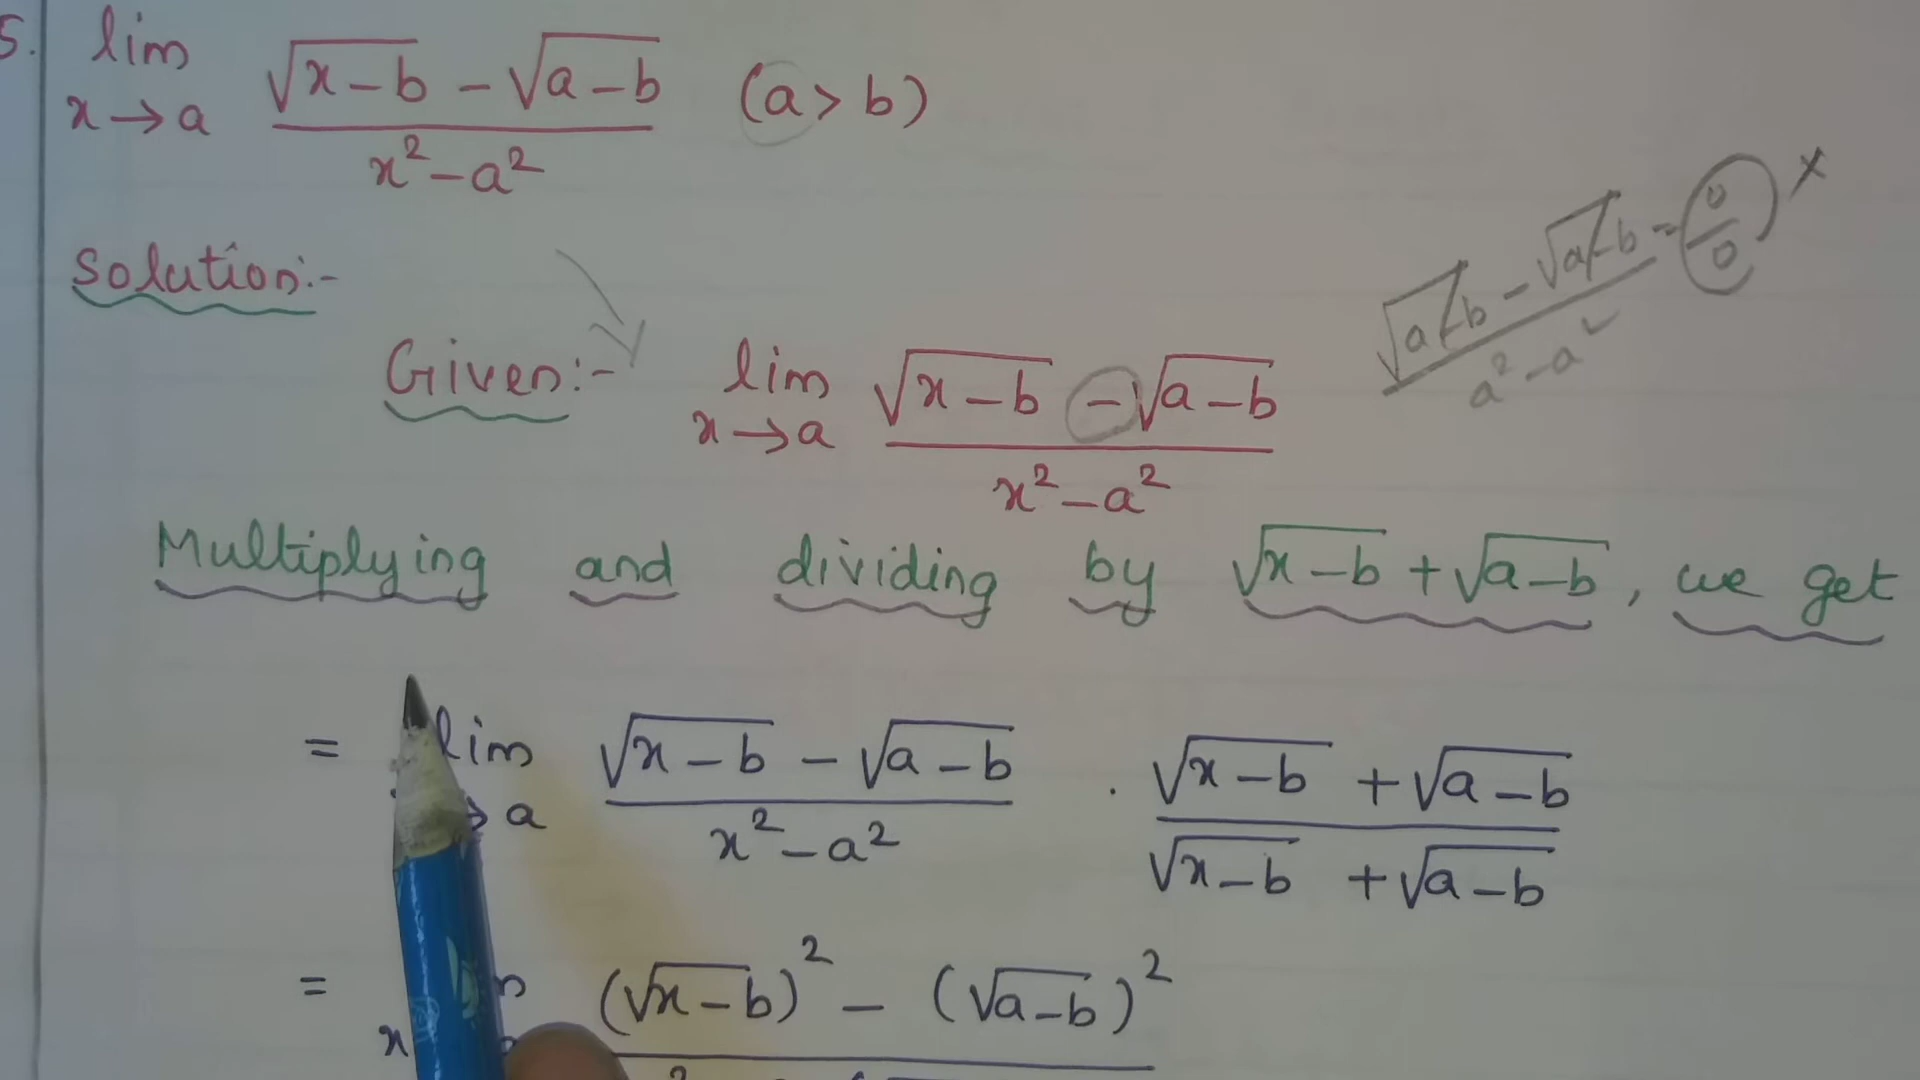 5. lim x→a (√(x-b) - √(a-b)) / (x² - a²) (a > b)
√(a-b) - √(a-b) / (a² - a²) = 0/0 x
Solution:-
Given:- lim x→a (√(x-b) - √(a-b)) / (x² - a²)
Multiplying and dividing by √(x-b) + √(a-b), we get
= lim →a (√(x-b) - √(a-b)) / (x² - a²) . (√(x-b) + √(a-b)) / (√(x-b) + √(a-b))
= x (√(x-b))² - (√(a-b))²